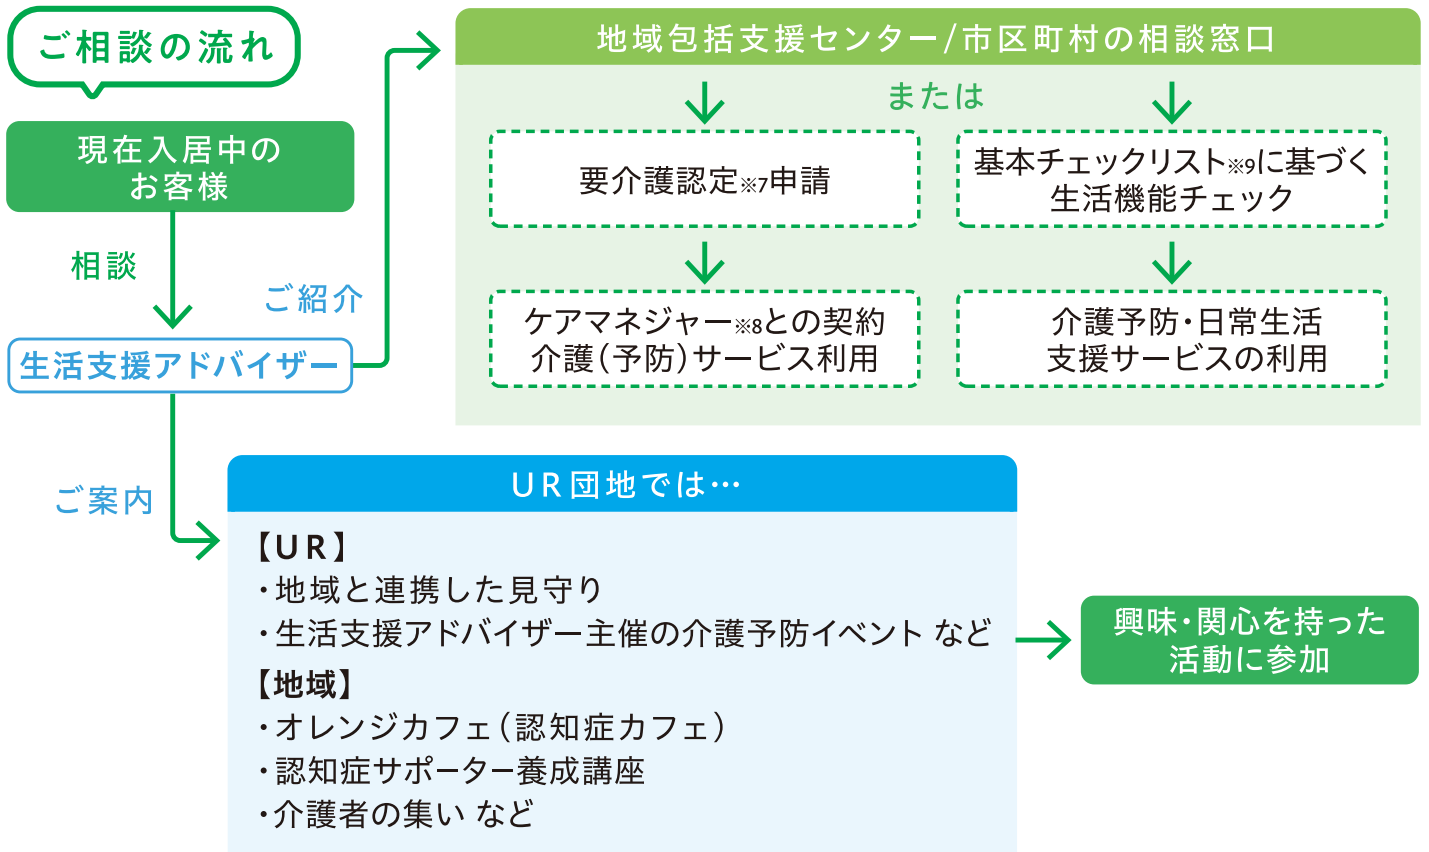 ご相談の流れ
現在入居中の
お客様
相談
生活支援アドバイザー
ご紹介
地域包括支援センター/市区町村の相談窓口
または
要介護認定※7申請
ケアマネジャー※8との契約
介護(予防)サービス利用
基本チェックリスト※9に基づく
生活機能チェック
介護予防・日常生活
支援サービスの利用
ご案内
UR団地では…
【UR】
・地域と連携した見守り
・生活支援アドバイザー主催の介護予防イベント など
【地域】
・オレンジカフェ(認知症カフェ)
・認知症サポーター養成講座
・介護者の集い など
興味・関心を持った
活動に参加